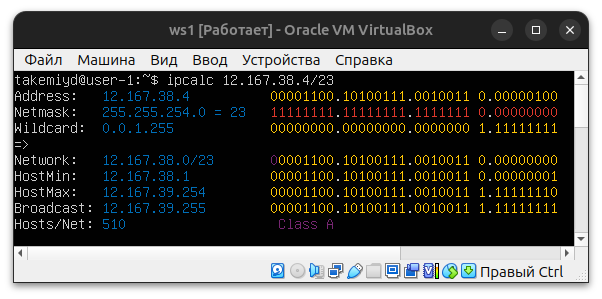 ws1 [Работает] - Oracle VM VirtualBox
Файл Машина Вид Ввод Устройства Справка
takemiyd@user-1:~$ ipcalc 12.167.38.4/23
Address: 12.167.38.4 00001100.10100111.0010011 0.00000100
Netmask: 255.255.254.0 = 23 11111111.11111111.1111111 0.00000000
Wildcard: 0.0.1.255 00000000.00000000.0000000 1.11111111
=>
Network: 12.167.38.0/23 00001100.10100111.0010011 0.00000000
HostMin: 12.167.38.1 00001100.10100111.0010011 0.00000001
HostMax: 12.167.39.254 00001100.10100111.0010011 1.11111110
Broadcast: 12.167.39.255 00001100.10100111.0010011 1.11111111
Hosts/Net: 510 Class A
Правый Ctrl